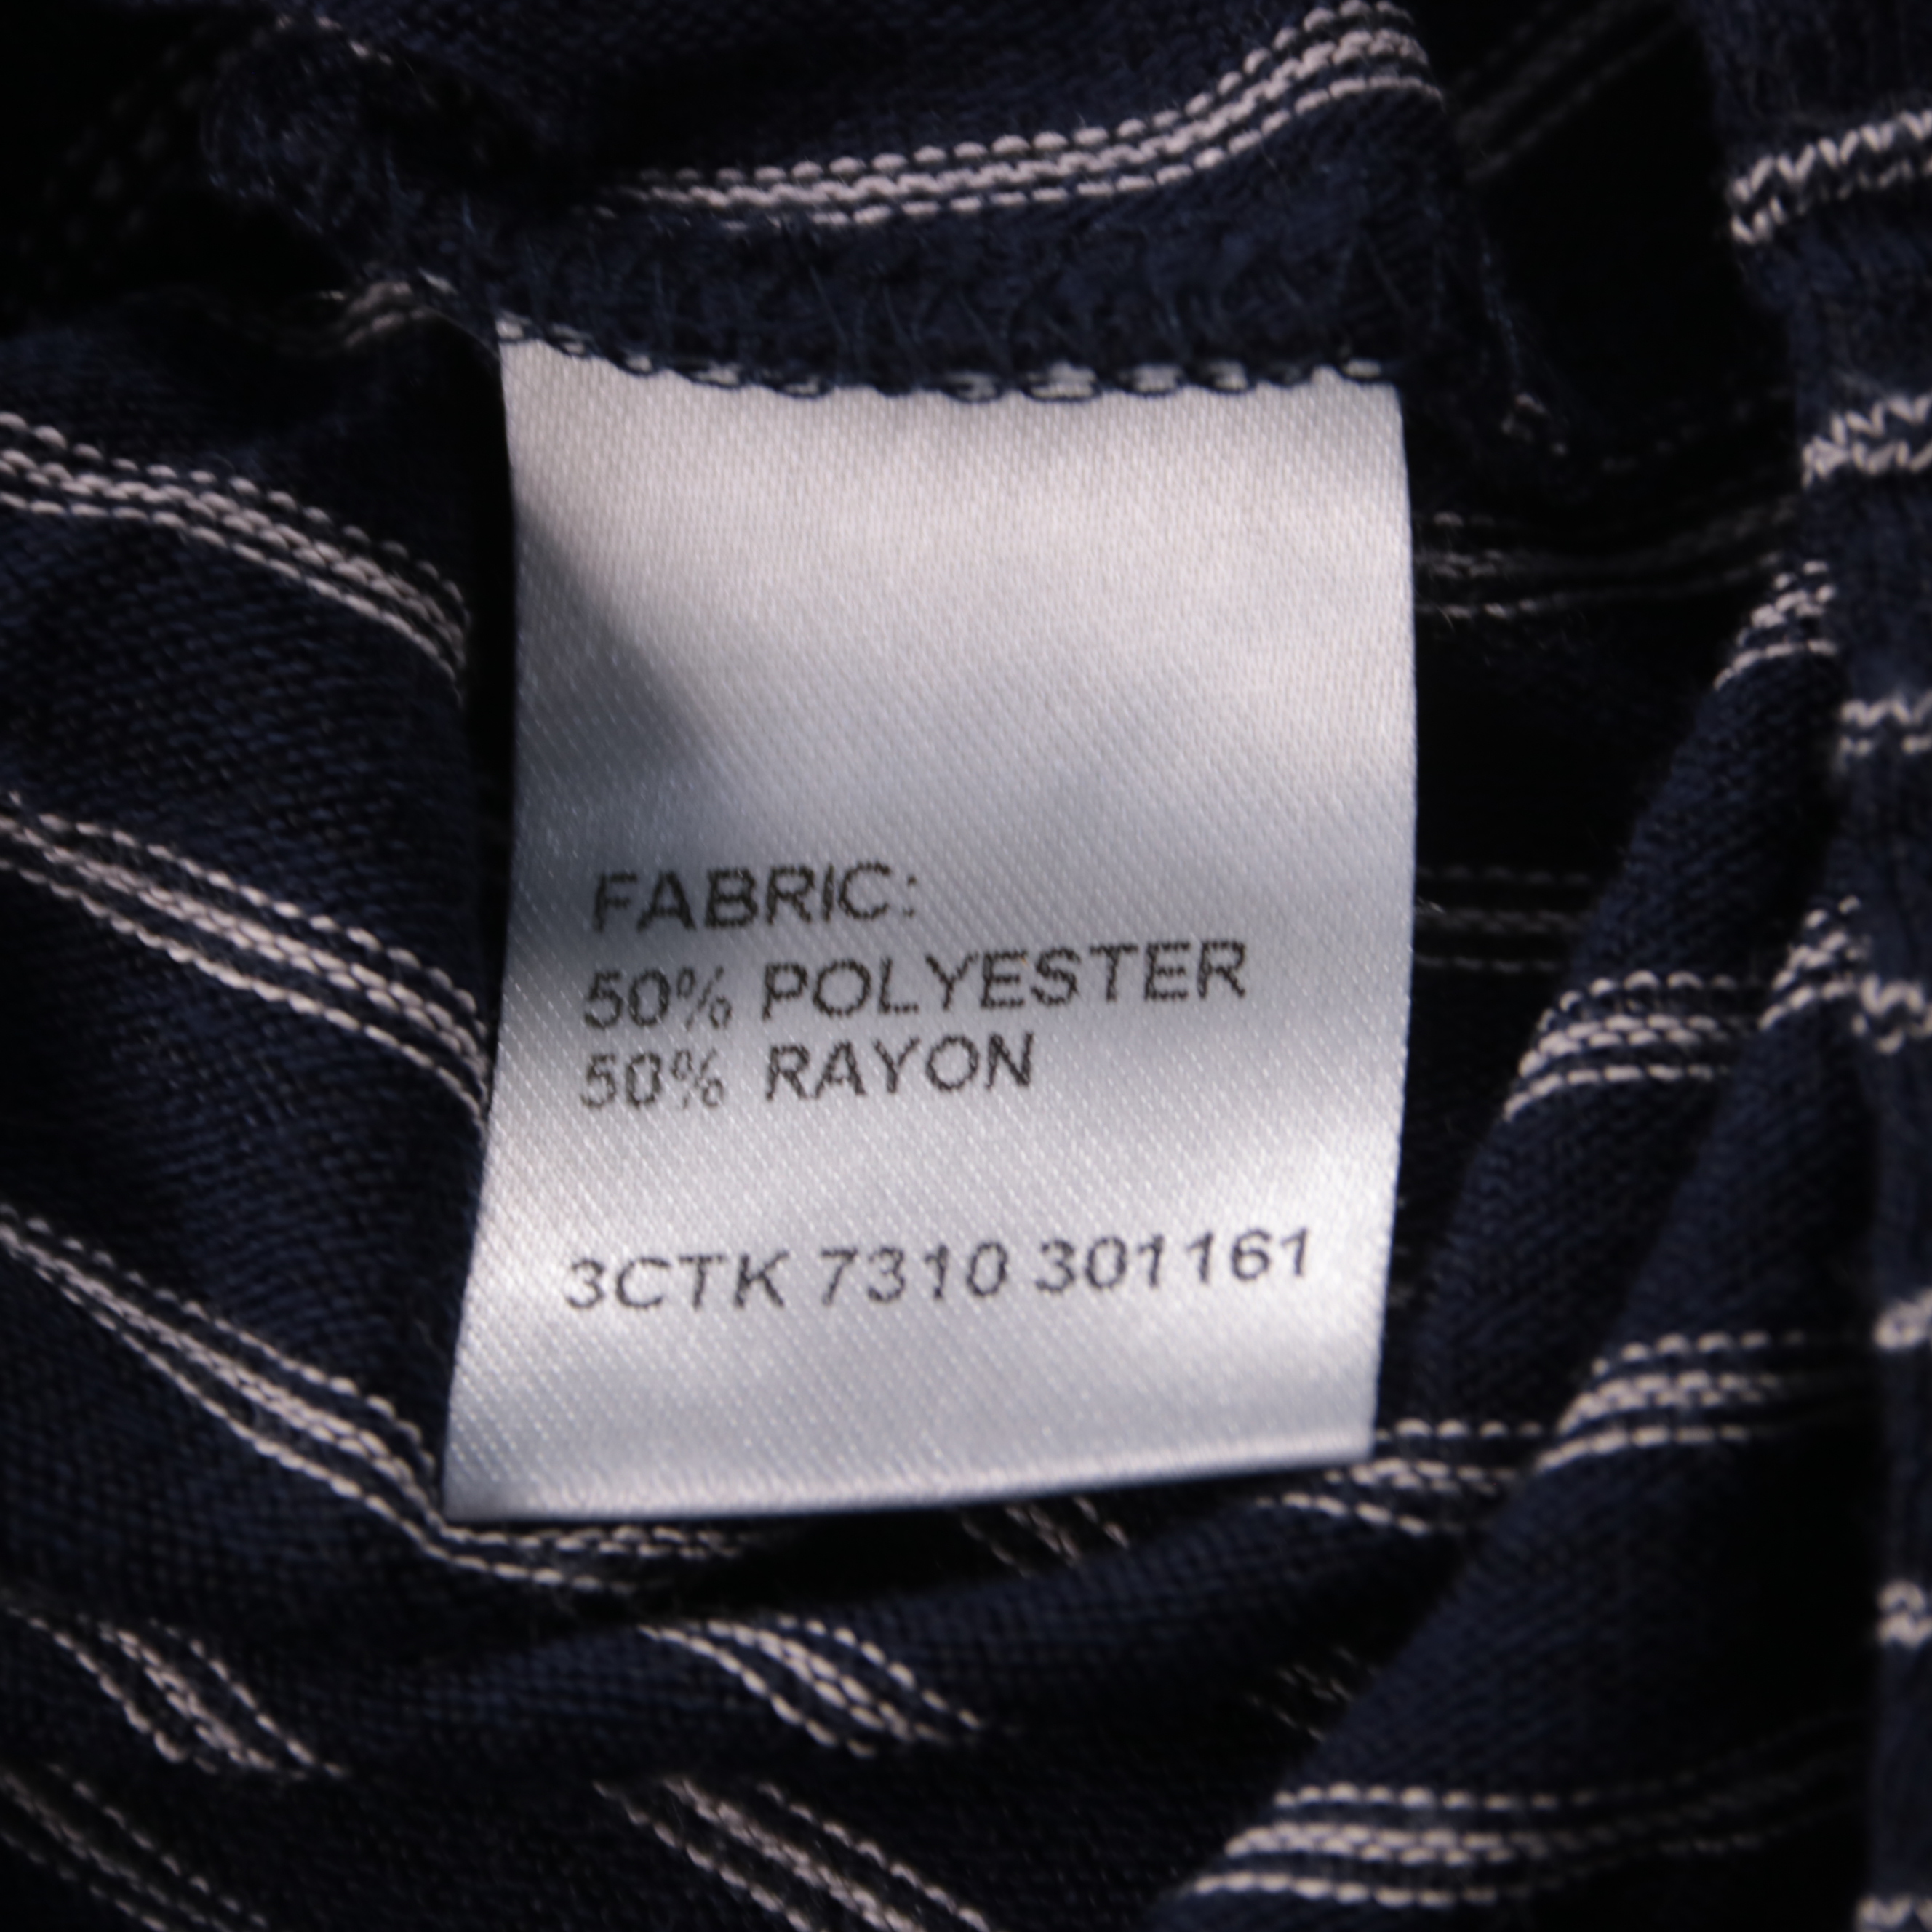 FABRIC:
50% POLYESTER
50% RAYON
3CTK 7310 301161